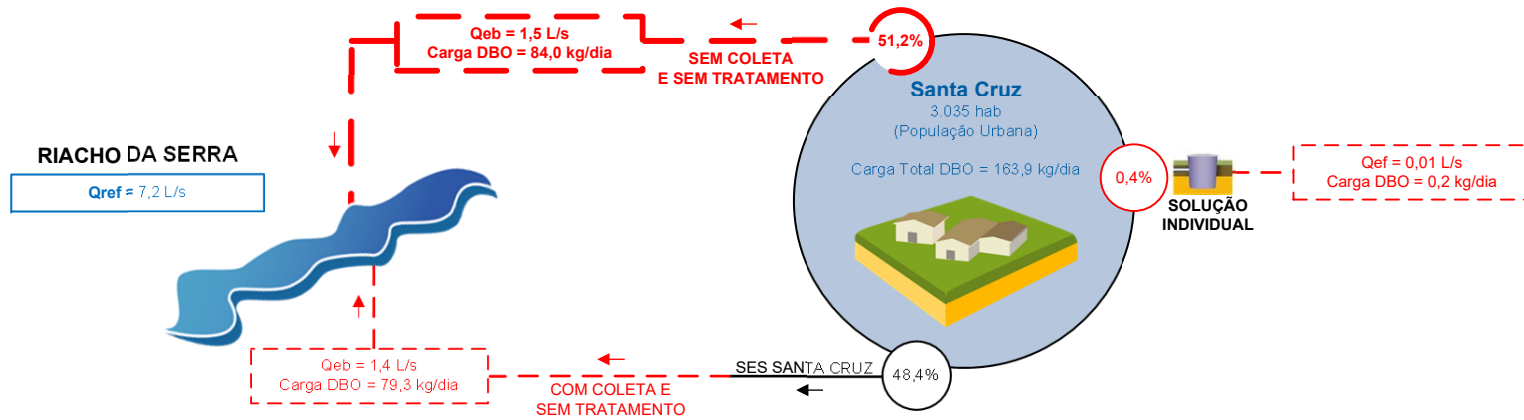 Qeb = 1,5 L/s
Carga DBO = 84,0 kg/dia
SEM COLETA
E SEM TRATAMENTO
51,2%
Santa Cruz
3.035 hab
(População Urbana)
Carga Total DBO = 163,9 kg/dia
0,4%
SOLUÇÃO
INDIVIDUAL
Qef = 0,01 L/s
Carga DBO = 0,2 kg/dia
RIACHO DA SERRA
Qref = 7,2 L/s
Qeb = 1,4 L/s
Carga DBO = 79,3 kg/dia
COM COLETA E
SEM TRATAMENTO
SES SANTA CRUZ
48,4%